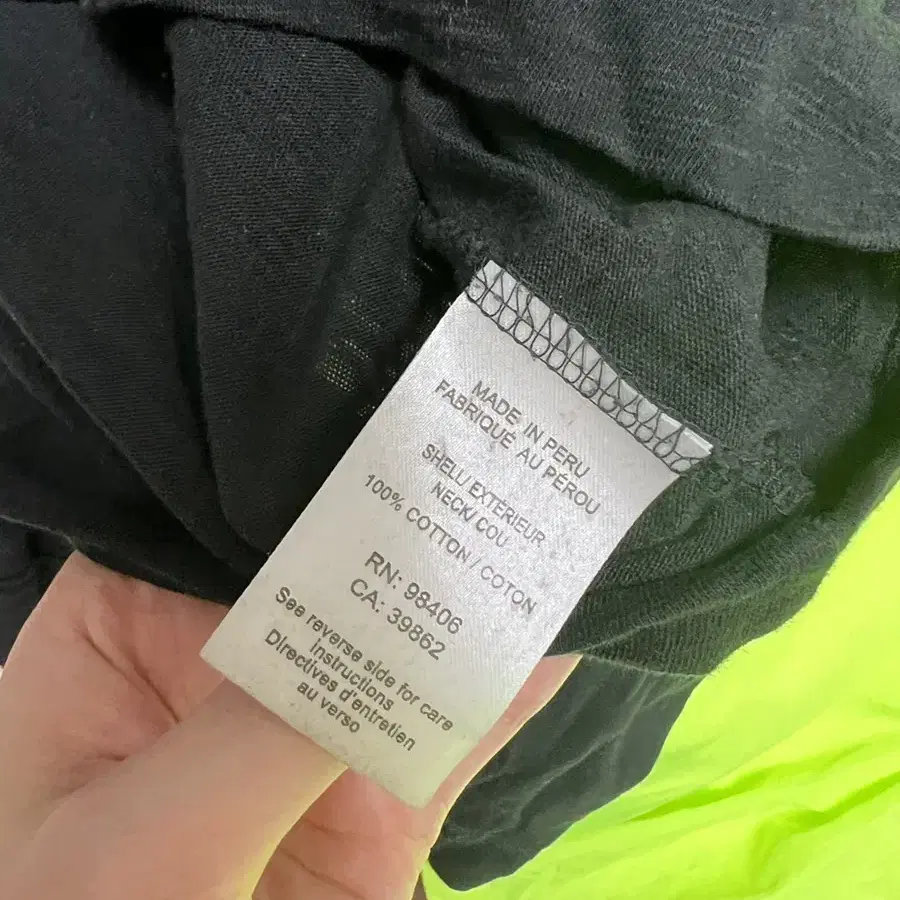 MADE IN PERU
FABRIQUÉ AU PÉROU
SHELL/EXTÉRIEUR
NECK/COU
100% COTTON / COTON
RN: 98406
CA: 39862
See reverse side for care
instructions
Directives d'entretien
au verso